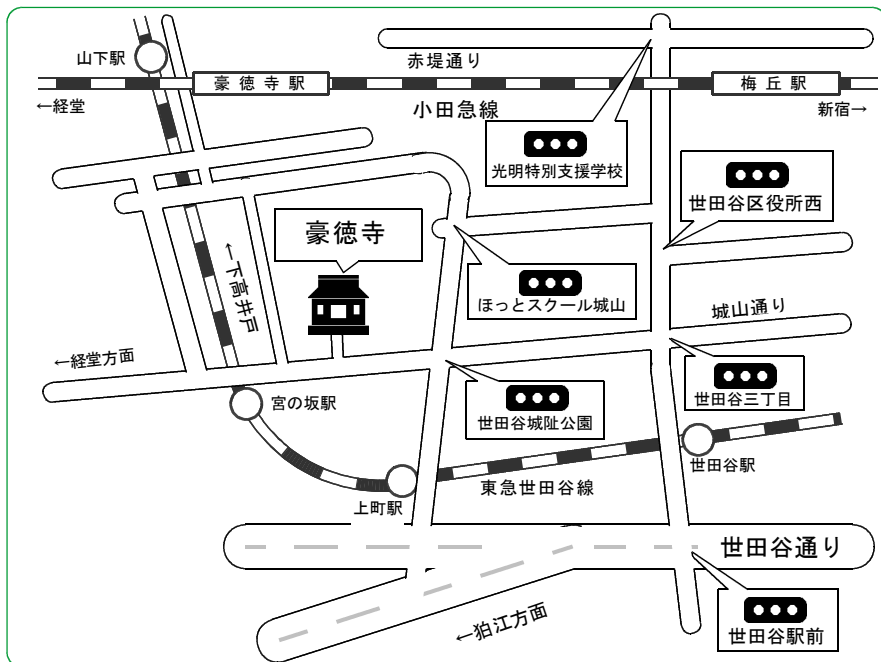 山下駅
赤堤通り
豪徳寺駅
梅丘駅
←経堂
小田急線
新宿→
光明特別支援学校
世田谷区役所西
豪徳寺
←下高井戸
ほっとスクール城山
城山通り
←経堂方面
世田谷三丁目
宮の坂駅
世田谷城阯公園
世田谷駅
東急世田谷線
上町駅
世田谷通り
←狛江方面
世田谷駅前